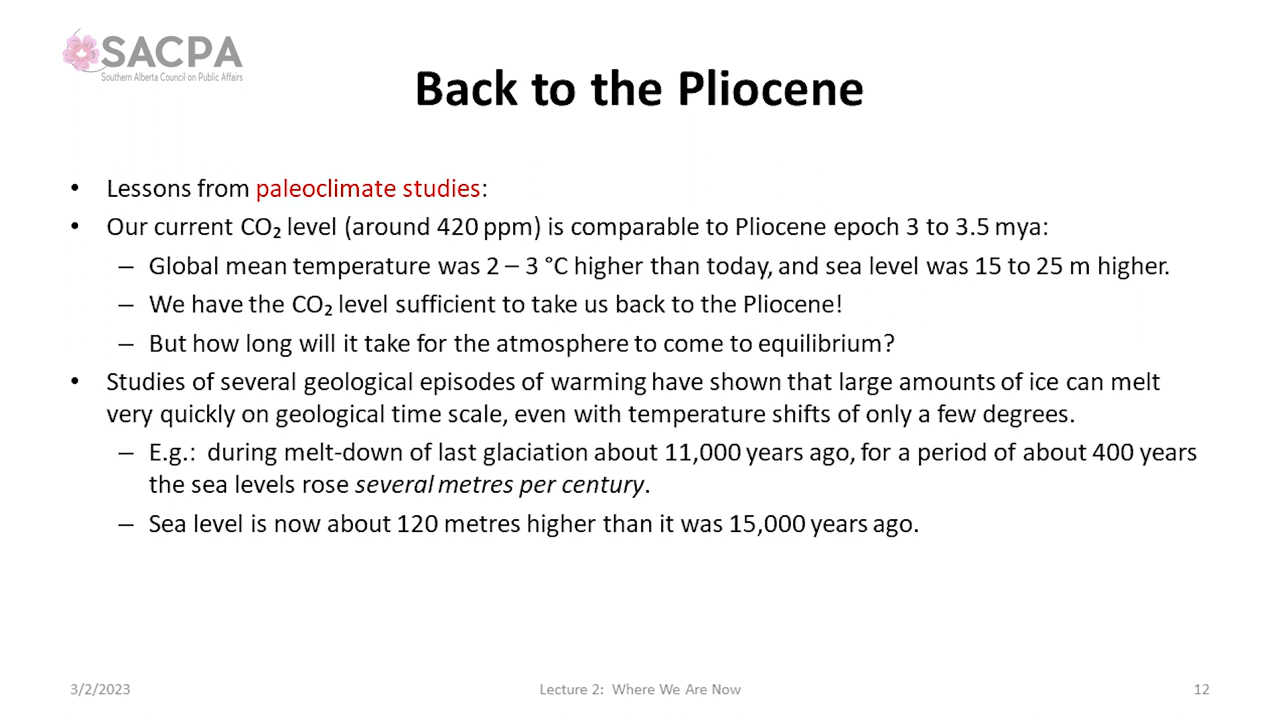 SACPA
Southern Alberta Council on Public Affairs
Back to the Pliocene
• Lessons from paleoclimate studies:
• Our current CO₂ level (around 420 ppm) is comparable to Pliocene epoch 3 to 3.5 mya:
– Global mean temperature was 2 – 3 °C higher than today, and sea level was 15 to 25 m higher.
– We have the CO₂ level sufficient to take us back to the Pliocene!
– But how long will it take for the atmosphere to come to equilibrium?
• Studies of several geological episodes of warming have shown that large amounts of ice can melt
very quickly on geological time scale, even with temperature shifts of only a few degrees.
– E.g.: during melt-down of last glaciation about 11,000 years ago, for a period of about 400 years
the sea levels rose several metres per century.
– Sea level is now about 120 metres higher than it was 15,000 years ago.
3/2/2023
Lecture 2: Where We Are Now
12